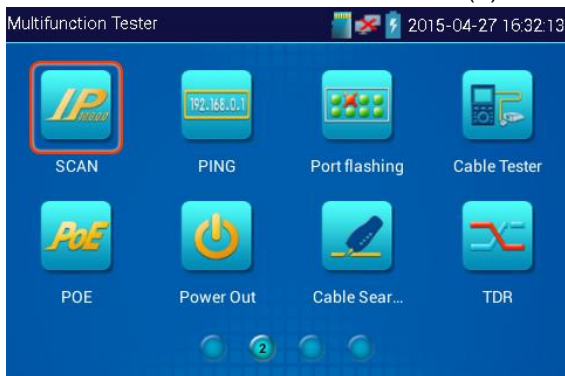 Multifunction Tester 2015-04-27 16:32:13
IP
192.168.0.1
SCAN PING Port flashing Cable Tester
PoE
POE Power Out Cable Sear... TDR
2